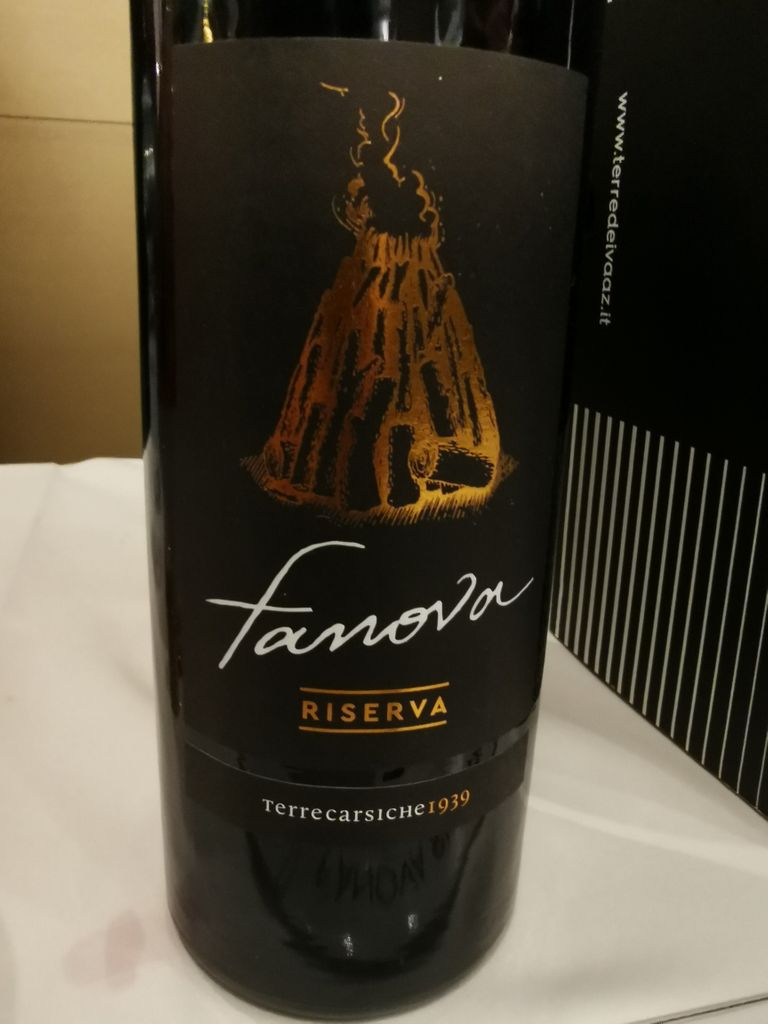 www.terredeivaaz.it
fanova
RISERVA
Terrecarsiche1939